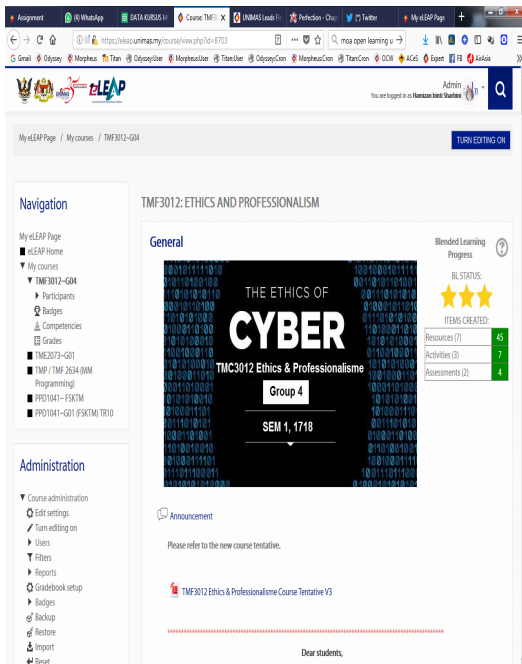 Assignment
(4) WhatsApp
DATA KURSUS M
Course: TMF3
UNIMAS Leads R
Perfection - Chap
(*) Twitter
My eLEAP Page
https://eleap.unimas.my/course/view.php?id=8703
moa open learning u
Gmail
Odyssey
Morpheus
Titan
OdysseyUser
MorpheusUser
TitanUser
OdysseyCron
MorpheusCron
TitanCron
OCW
ACeS
Expert
FB
AirAsia
eLEAP
Admin
You are logged in as Hamizan binti Sharbini
My eLEAP Page / My courses / TMF3012-G04
TURN EDITING ON
Navigation
My eLEAP Page
eLEAP Home
My courses
TMF3012-G04
Participants
Badges
Competencies
Grades
TME2073-G01
TMP / TMF 2634 (MM
Programming)
PPD1041- FSKTM
PPD1041-G01 (FSKTM) TR10
Administration
Course administration
Edit settings
Turn editing on
Users
Filters
Reports
Gradebook setup
Badges
Backup
Restore
Import
Reset
TMF3012: ETHICS AND PROFESSIONALISM
General
THE ETHICS OF
CYBER
TMC3012 Ethics & Professionalisme
Group 4
SEM 1, 1718
Blended Learning
Progress
BL STATUS:
ITEMS CREATED:
Resources (7) 45
Activities (3) 7
Assessments (2) 4
Announcement
Please refer to the new course tentative.
TMF3012 Ethics & Professionalisme Course Tentative V3
Dear students,